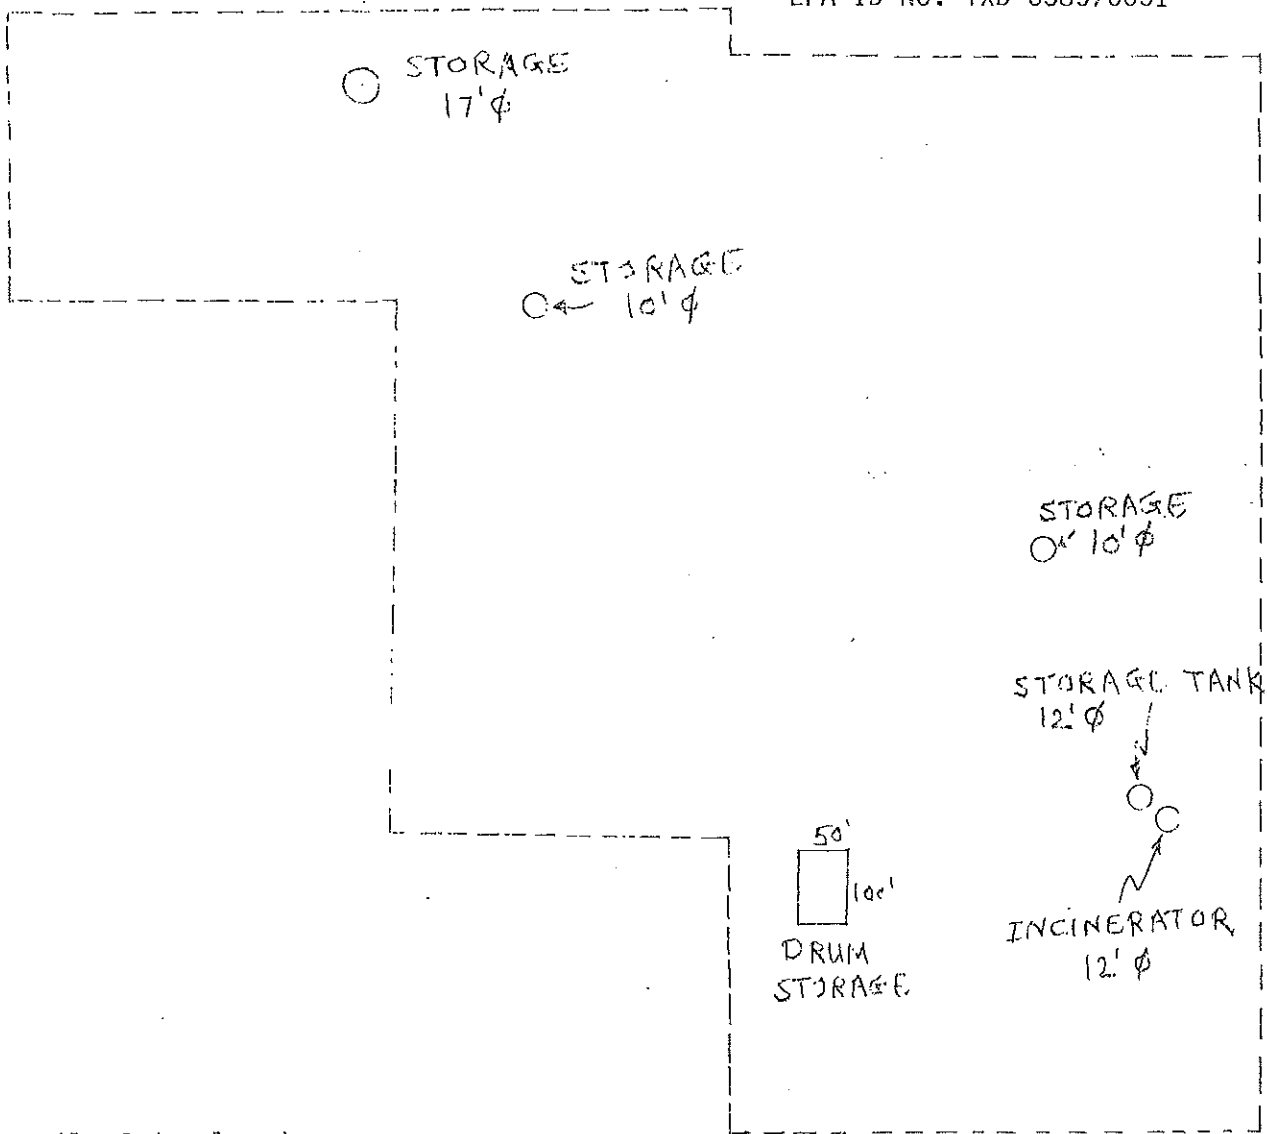 STORAGE
17'φ
STORAGE
10'φ
STORAGE
10'φ
STORAGE TANK
12'φ
50'
100'
DRUM
STORAGE
INCINERATOR
12'φ